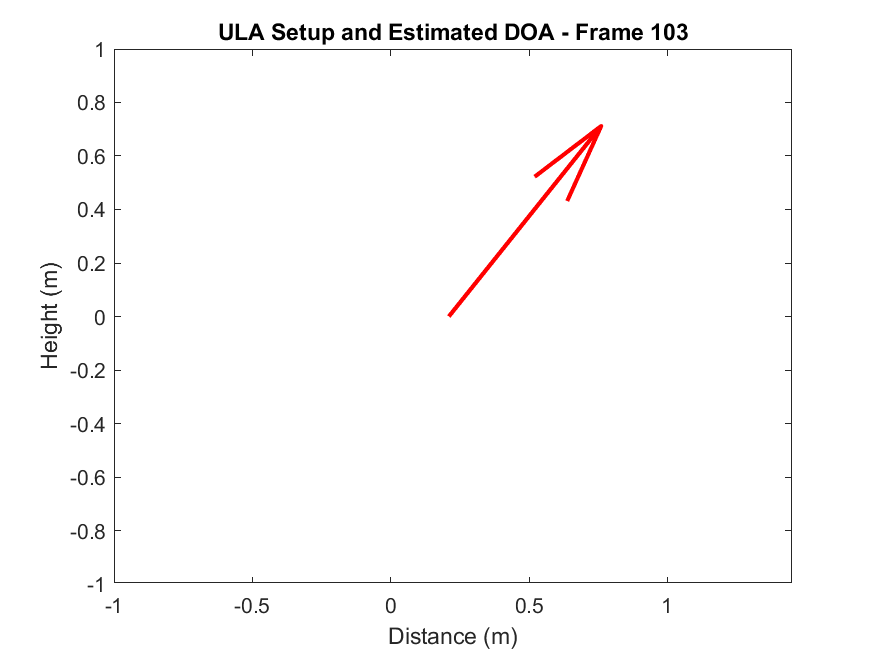 ULA Setup and Estimated DOA - Frame 103
1
0.8
0.6
0.4
0.2
0
-0.2
-0.4
-0.6
-0.8
-1
Height (m)
-1 -0.5 0 0.5 1
Distance (m)